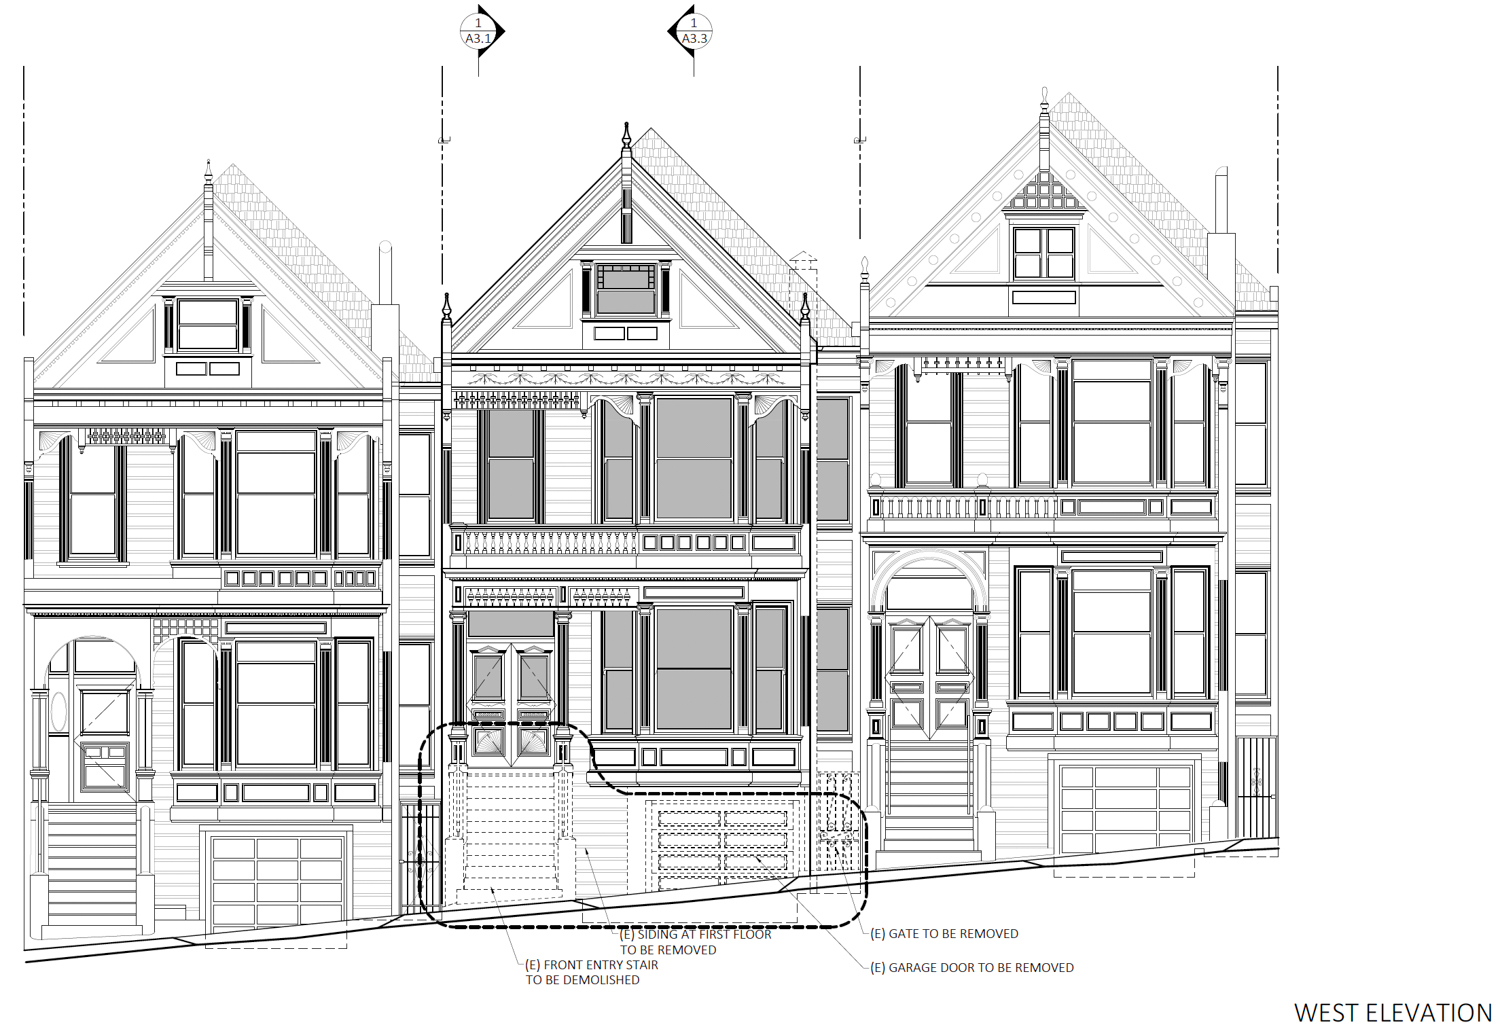 1
A3.1
1
A3.3
(E) SIDING AT FIRST FLOOR
TO BE REMOVED
(E) GATE TO BE REMOVED
(E) FRONT ENTRY STAIR
TO BE DEMOLISHED
(E) GARAGE DOOR TO BE REMOVED
WEST ELEVATION